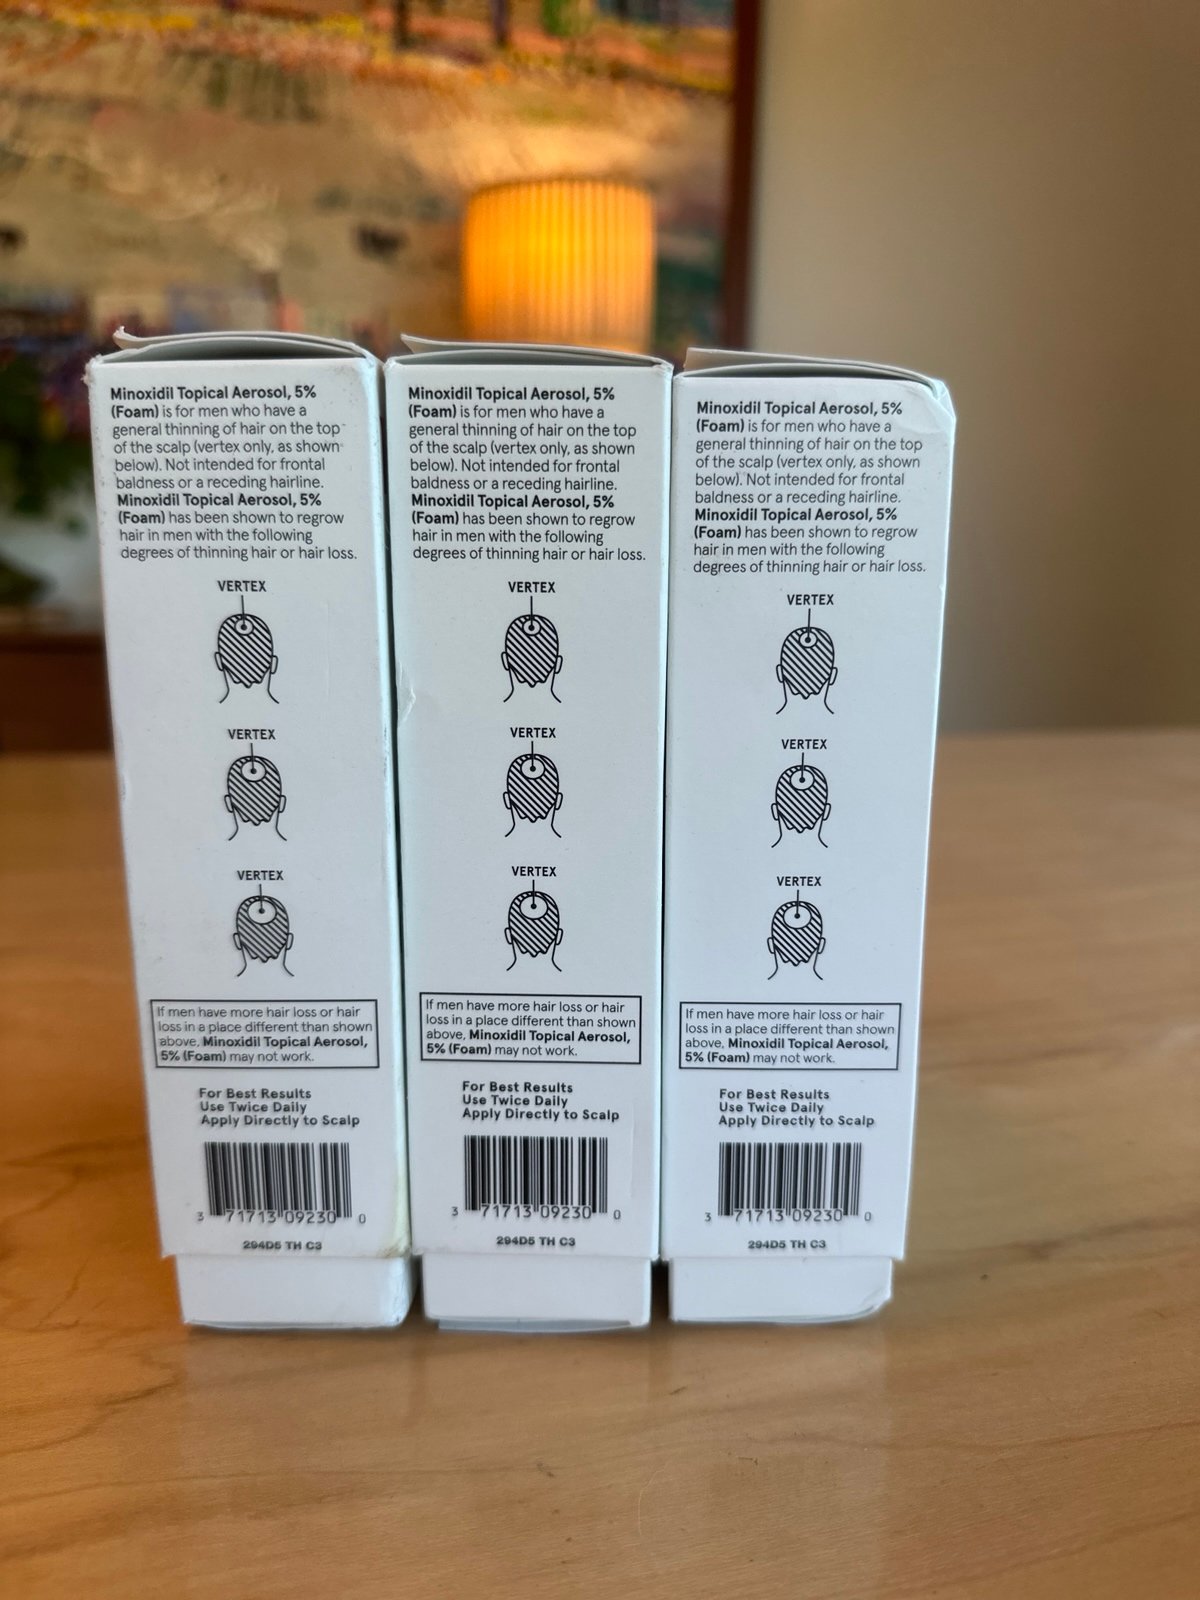 Minoxidil Topical Aerosol, 5%
(Foam) is for men who have a
general thinning of hair on the top
of the scalp (vertex only, as shown
below). Not intended for frontal
baldness or a receding hairline.
Minoxidil Topical Aerosol, 5%
(Foam) has been shown to regrow
hair in men with the following
degrees of thinning hair or hair loss.
VERTEX
VERTEX
VERTEX
If men have more hair loss or hair
loss in a place different than shown
above, Minoxidil Topical Aerosol,
5% (Foam) may not work.
For Best Results
Use Twice Daily
Apply Directly to Scalp
3 71713 09230 0
294D5 TH C3
Minoxidil Topical Aerosol, 5%
(Foam) is for men who have a
general thinning of hair on the top
of the scalp (vertex only, as shown
below). Not intended for frontal
baldness or a receding hairline.
Minoxidil Topical Aerosol, 5%
(Foam) has been shown to regrow
hair in men with the following
degrees of thinning hair or hair loss.
VERTEX
VERTEX
VERTEX
If men have more hair loss or hair
loss in a place different than shown
above, Minoxidil Topical Aerosol,
5% (Foam) may not work.
For Best Results
Use Twice Daily
Apply Directly to Scalp
3 71713 09230 0
294D5 TH C3
Minoxidil Topical Aerosol, 5%
(Foam) is for men who have a
general thinning of hair on the top
of the scalp (vertex only, as shown
below). Not intended for frontal
baldness or a receding hairline.
Minoxidil Topical Aerosol, 5%
(Foam) has been shown to regrow
hair in men with the following
degrees of thinning hair or hair loss.
VERTEX
VERTEX
VERTEX
If men have more hair loss or hair
loss in a place different than shown
above, Minoxidil Topical Aerosol,
5% (Foam) may not work.
For Best Results
Use Twice Daily
Apply Directly to Scalp
3 71713 09230 0
294D5 TH C3